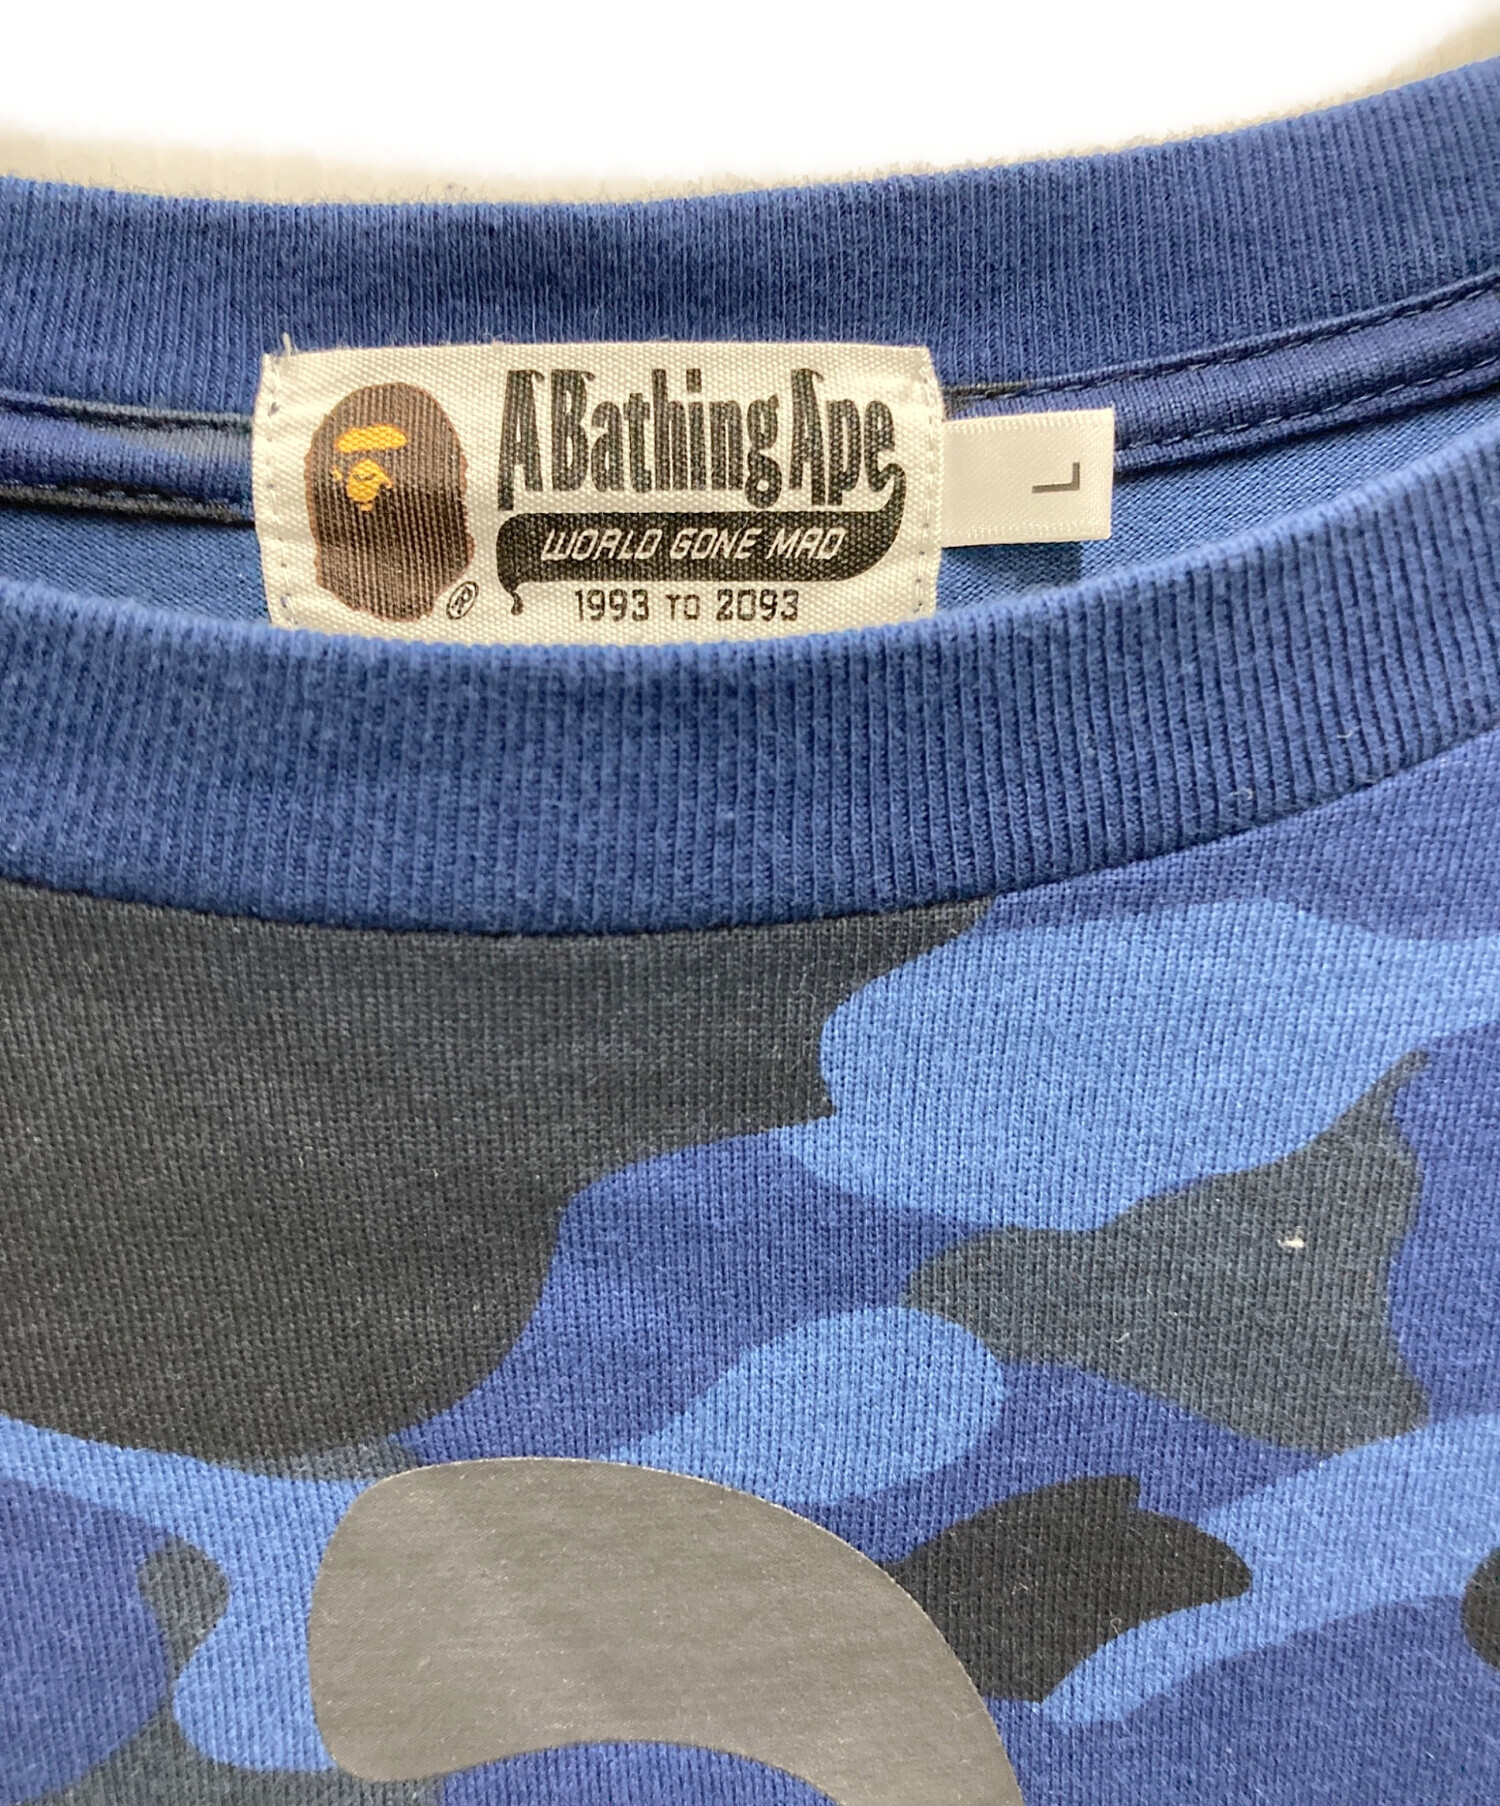 A Bathing Ape
WORLD GONE MAD
®
1993 TO 2093
L